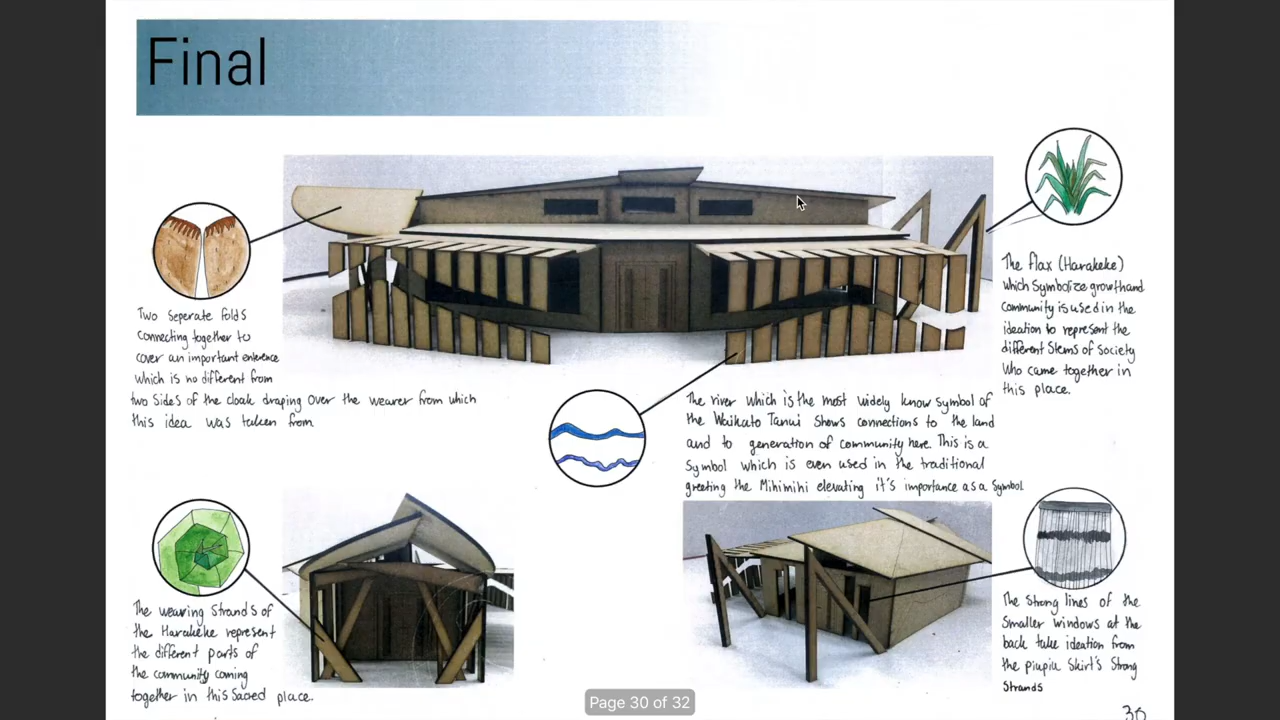 Final
Two Seperate folds
connecting together to
cover an important enterence
which is no different from
two sides of the cloak draping over the wearer from which
this idea was taken from
The flax (Harakeke)
which Symbolize growth and
community is used in the
ideation to represent the
different Stems of Society
who came together in
this place.
The river which is the most widely know symbol of
the Waikato Tanui shows connections to the land
and to generation of community here. This is a
symbol which is even used in the traditional
greeting the Mihimihi elevating it's importance as a Symbol
The weaving strands of
the Harakeke represent
the different parts of
the community coming
together in this Saced place.
The strong lines of the
smaller windows at the
back take ideation from
the piupiu Skirt's Strong
Strands
Page 30 of 32
30